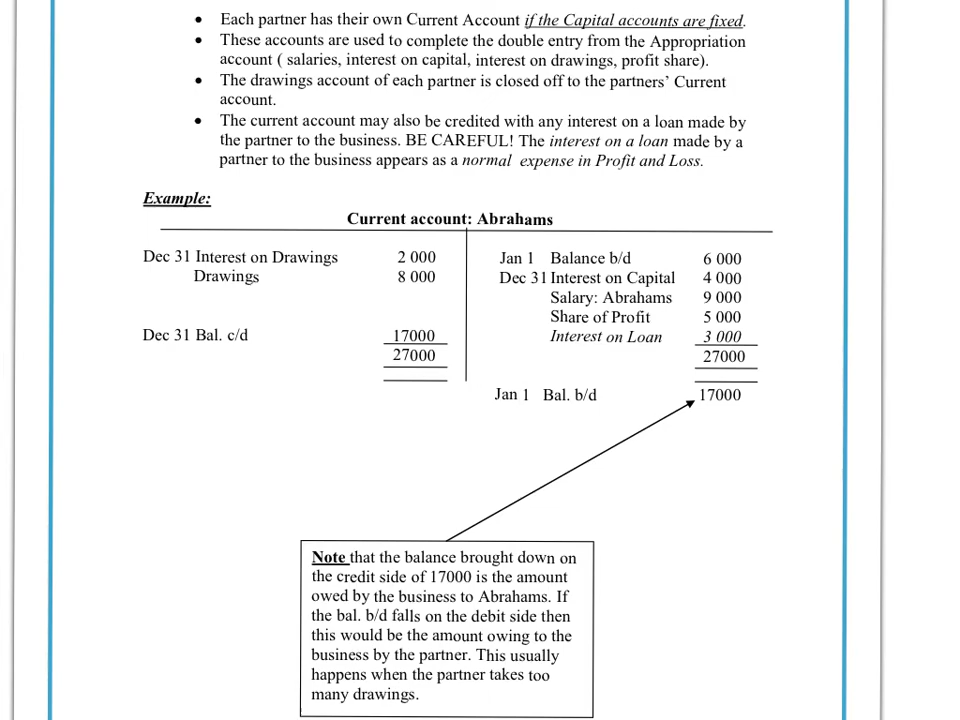 • Each partner has their own Current Account if the Capital accounts are fixed.
• These accounts are used to complete the double entry from the Appropriation
account ( salaries, interest on capital, interest on drawings, profit share).
• The drawings account of each partner is closed off to the partners’ Current
account.
• The current account may also be credited with any interest on a loan made by
the partner to the business. BE CAREFUL! The interest on a loan made by a
partner to the business appears as a normal expense in Profit and Loss.
Example:
Current account: Abrahams
Dec 31 Interest on Drawings 2 000 Jan 1 Balance b/d 6 000
Drawings 8 000 Dec 31 Interest on Capital 4 000
Salary: Abrahams 9 000
Share of Profit 5 000
Dec 31 Bal. c/d 17000 Interest on Loan 3 000
27000 27000
Jan 1 Bal. b/d 17000
Note that the balance brought down on
the credit side of 17000 is the amount
owed by the business to Abrahams. If
the bal. b/d falls on the debit side then
this would be the amount owing to the
business by the partner. This usually
happens when the partner takes too
many drawings.